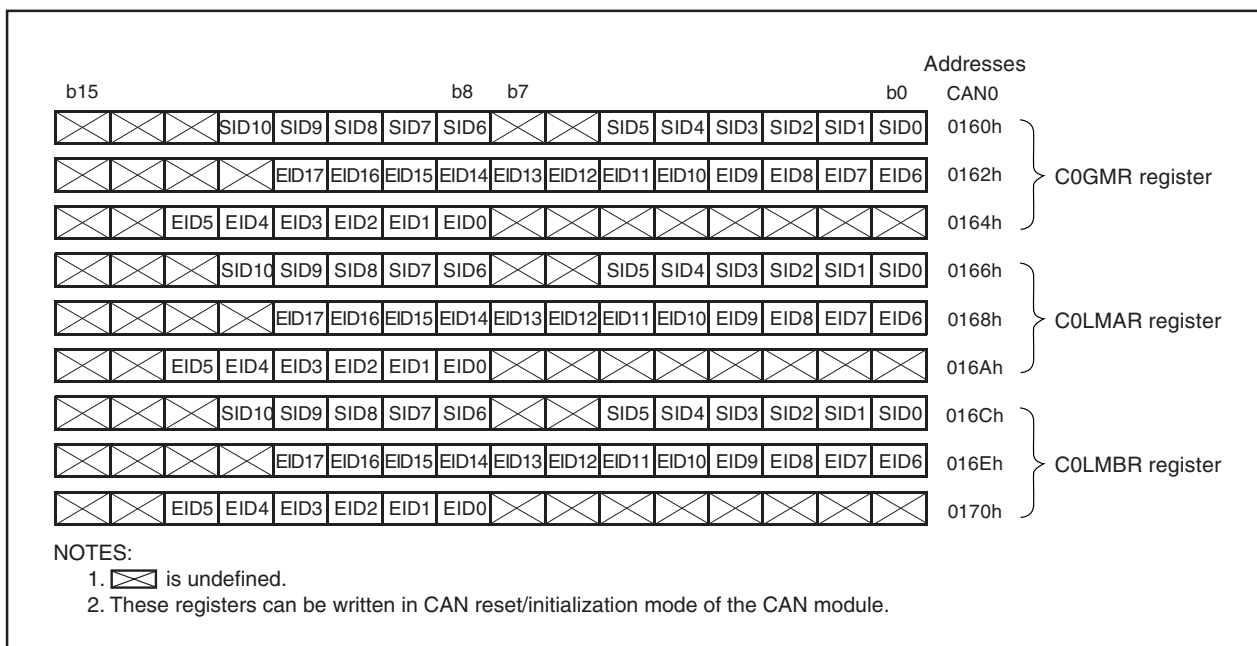 Addresses
b15 b8 b7 b0 CAN0
SID10 SID9 SID8 SID7 SID6 SID5 SID4 SID3 SID2 SID1 SID0 0160h
EID17 EID16 EID15 EID14 EID13 EID12 EID11 EID10 EID9 EID8 EID7 EID6 0162h C0GMR register
EID5 EID4 EID3 EID2 EID1 EID0 0164h
SID10 SID9 SID8 SID7 SID6 SID5 SID4 SID3 SID2 SID1 SID0 0166h
EID17 EID16 EID15 EID14 EID13 EID12 EID11 EID10 EID9 EID8 EID7 EID6 0168h C0LMAR register
EID5 EID4 EID3 EID2 EID1 EID0 016Ah
SID10 SID9 SID8 SID7 SID6 SID5 SID4 SID3 SID2 SID1 SID0 016Ch
EID17 EID16 EID15 EID14 EID13 EID12 EID11 EID10 EID9 EID8 EID7 EID6 016Eh C0LMBR register
EID5 EID4 EID3 EID2 EID1 EID0 0170h
NOTES:
1. is undefined.
2. These registers can be written in CAN reset/initialization mode of the CAN module.